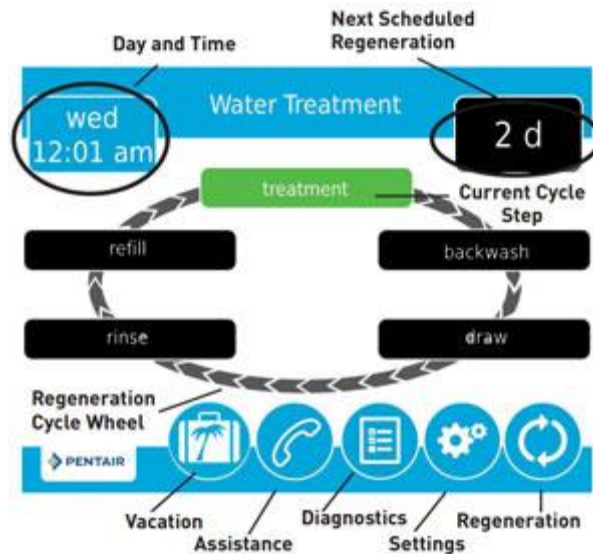 Day and Time
Next Scheduled
Regeneration
wed
12:01 am
Water Treatment
2 d
treatment
Current Cycle
Step
refill
backwash
rinse
draw
Regeneration
Cycle Wheel
PENTAIR
Vacation
Assistance
Diagnostics
Settings
Regeneration